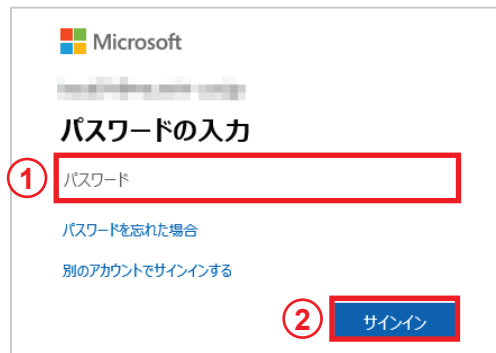 Microsoft
パスワードの入力
① パスワード
パスワードを忘れた場合
別のアカウントでサインインする
② サインイン